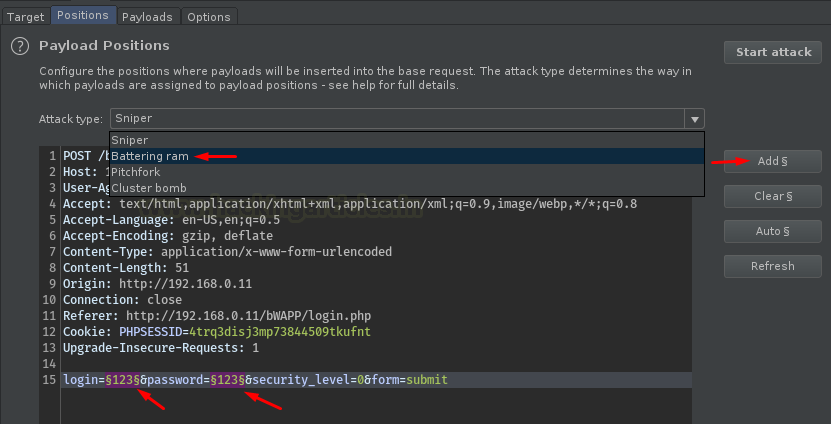 Target Positions Payloads Options
? Payload Positions
Start attack
Configure the positions where payloads will be inserted into the base request. The attack type determines the way in
which payloads are assigned to payload positions - see help for full details.
Attack type: Sniper
Sniper
Battering ram
Pitchfork
Cluster bomb
Add §
Clear §
Auto §
Refresh
1 POST /b
2 Host: 1
3 User-Ag
4 Accept: text/html,application/xhtml+xml,application/xml;q=0.9,image/webp,*/*;q=0.8
5 Accept-Language: en-US,en;q=0.5
6 Accept-Encoding: gzip, deflate
7 Content-Type: application/x-www-form-urlencoded
8 Content-Length: 51
9 Origin: http://192.168.0.11
10 Connection: close
11 Referer: http://192.168.0.11/bWAPP/login.php
12 Cookie: PHPSESSID=4trq3disj3mp73844509tkufnt
13 Upgrade-Insecure-Requests: 1
14
15 login=§123§&password=§123§&security_level=0&form=submit